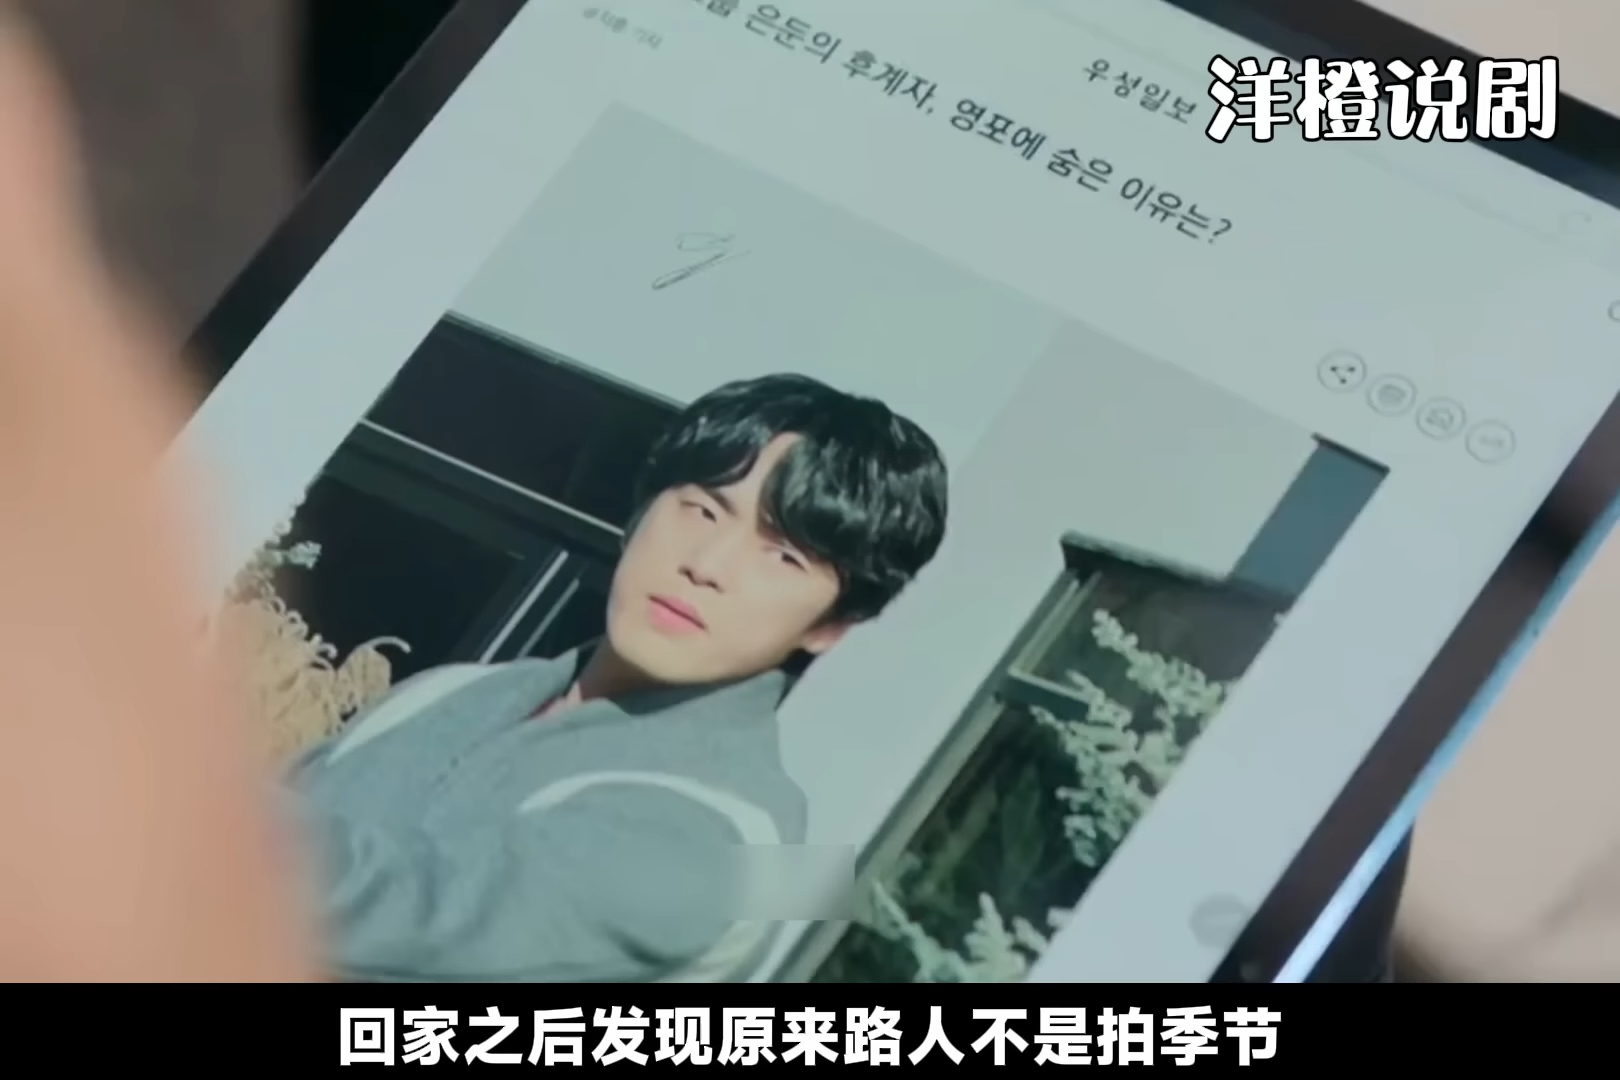 우성일보
洋橙说剧
은둔의 후계자, 영포에 숨은 이유는?
回家之后发现原来路人不是拍季节